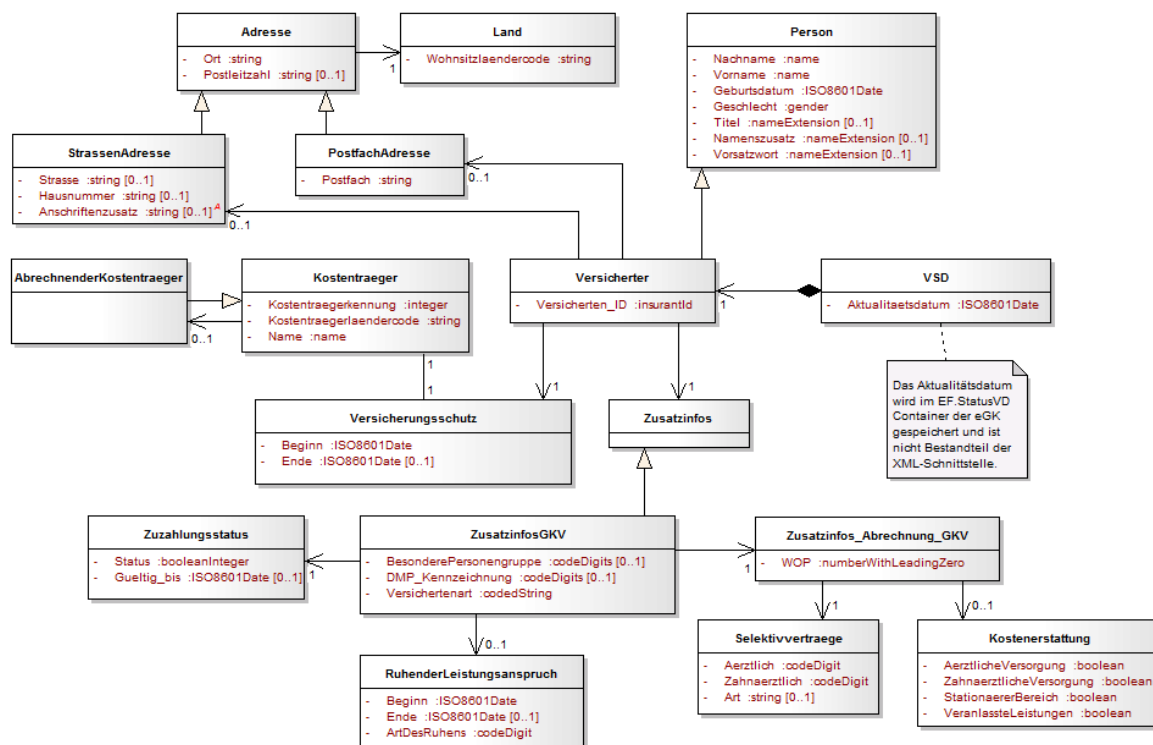 Adresse
- Ort :string
- Postleitzahl :string [0..1]
1
Land
- Wohnsitzlaendercode :string
Person
- Nachname :name
- Vorname :name
- Geburtsdatum :ISO8601Date
- Geschlecht :gender
- Titel :nameExtension [0..1]
- Namenszusatz :nameExtension [0..1]
- Vorsatzwort :nameExtension [0..1]
StrassenAdresse
- Strasse :string [0..1]
- Hausnummer :string [0..1]
- Anschriftenzusatz :string [0..1] A
0..1
PostfachAdresse
- Postfach :string
0..1
AbrechnenderKostentraeger
0..1
Kostentraeger
- Kostentraegerkennung :integer
- Kostentraegerlaendercode :string
- Name :name
1
1
Versicherter
- Versicherten_ID :insurantId
1
1
1
VSD
- Aktualitaetsdatum :ISO8601Date
Das Aktualitätsdatum
wird im EF.StatusVD
Container der eGK
gespeichert und ist
nicht Bestandteil der
XML-Schnittstelle.
Versicherungsschutz
- Beginn :ISO8601Date
- Ende :ISO8601Date [0..1]
Zusatzinfos
Zuzahlungsstatus
- Status :booleanInteger
- Gueltig_bis :ISO8601Date [0..1]
1
ZusatzinfosGKV
- BesonderePersonengruppe :codeDigits [0..1]
- DMP_Kennzeichnung :codeDigits [0..1]
- Versichertenart :codedString
1
0..1
Zusatzinfos_Abrechnung_GKV
- WOP :numberWithLeadingZero
1
0..1
RuhenderLeistungsanspruch
- Beginn :ISO8601Date
- Ende :ISO8601Date [0..1]
- ArtDesRuhens :codeDigit
Selektivvertraege
- Aerztlich :codeDigit
- Zahnaerztlich :codeDigit
- Art :string [0..1]
Kostenerstattung
- AerztlicheVersorgung :boolean
- ZahnaerztlicheVersorgung :boolean
- StationaererBereich :boolean
- VeranlassteLeistungen :boolean